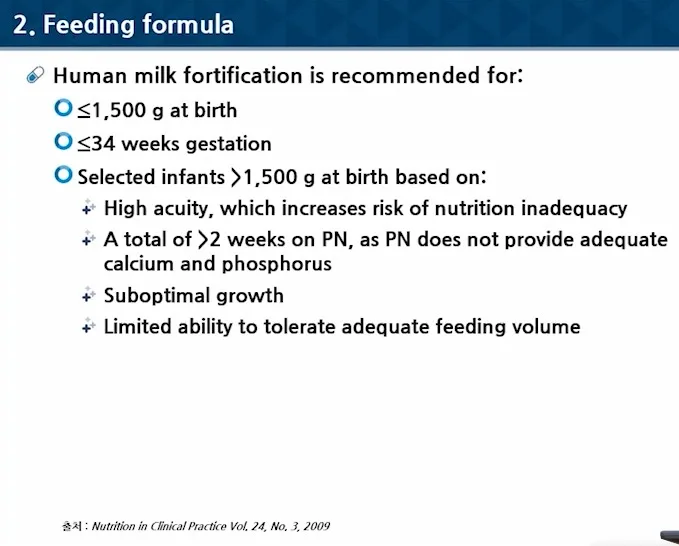 2. Feeding formula
Human milk fortification is recommended for:
≤1,500 g at birth
≤34 weeks gestation
Selected infants >1,500 g at birth based on:
High acuity, which increases risk of nutrition inadequacy
A total of >2 weeks on PN, as PN does not provide adequate
calcium and phosphorus
Suboptimal growth
Limited ability to tolerate adequate feeding volume
출처 : Nutrition in Clinical Practice Vol. 24, No. 3, 2009